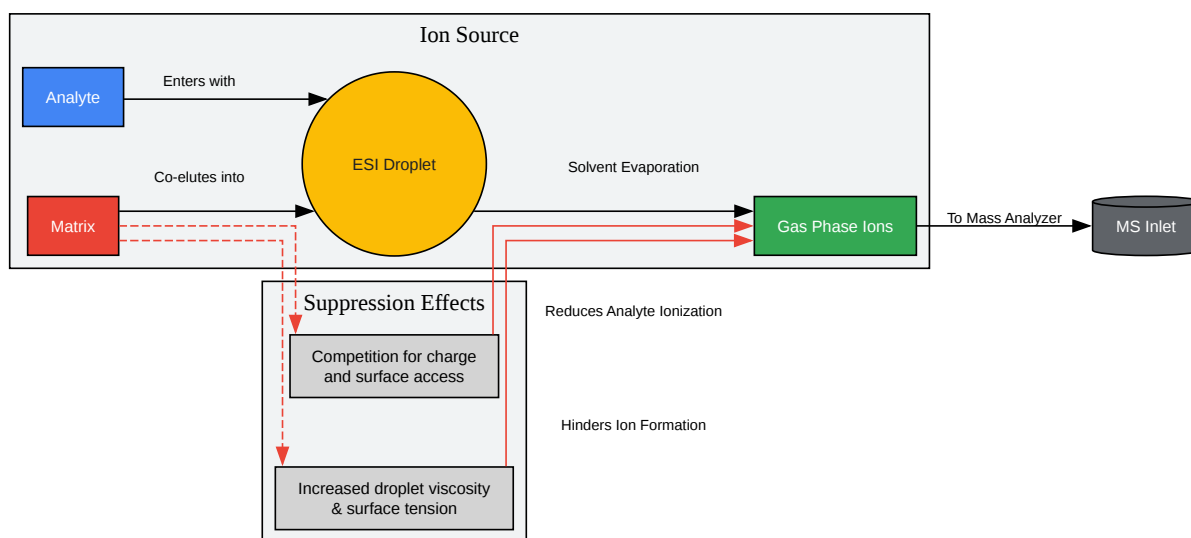 Ion Source
Enters with
Analyte
ESI Droplet
Co-elutes into
Solvent Evaporation
Matrix
Gas Phase Ions
To Mass Analyzer
MS Inlet
Suppression Effects
Reduces Analyte Ionization
Competition for charge
and surface access
Hinders Ion Formation
Increased droplet viscosity
& surface tension